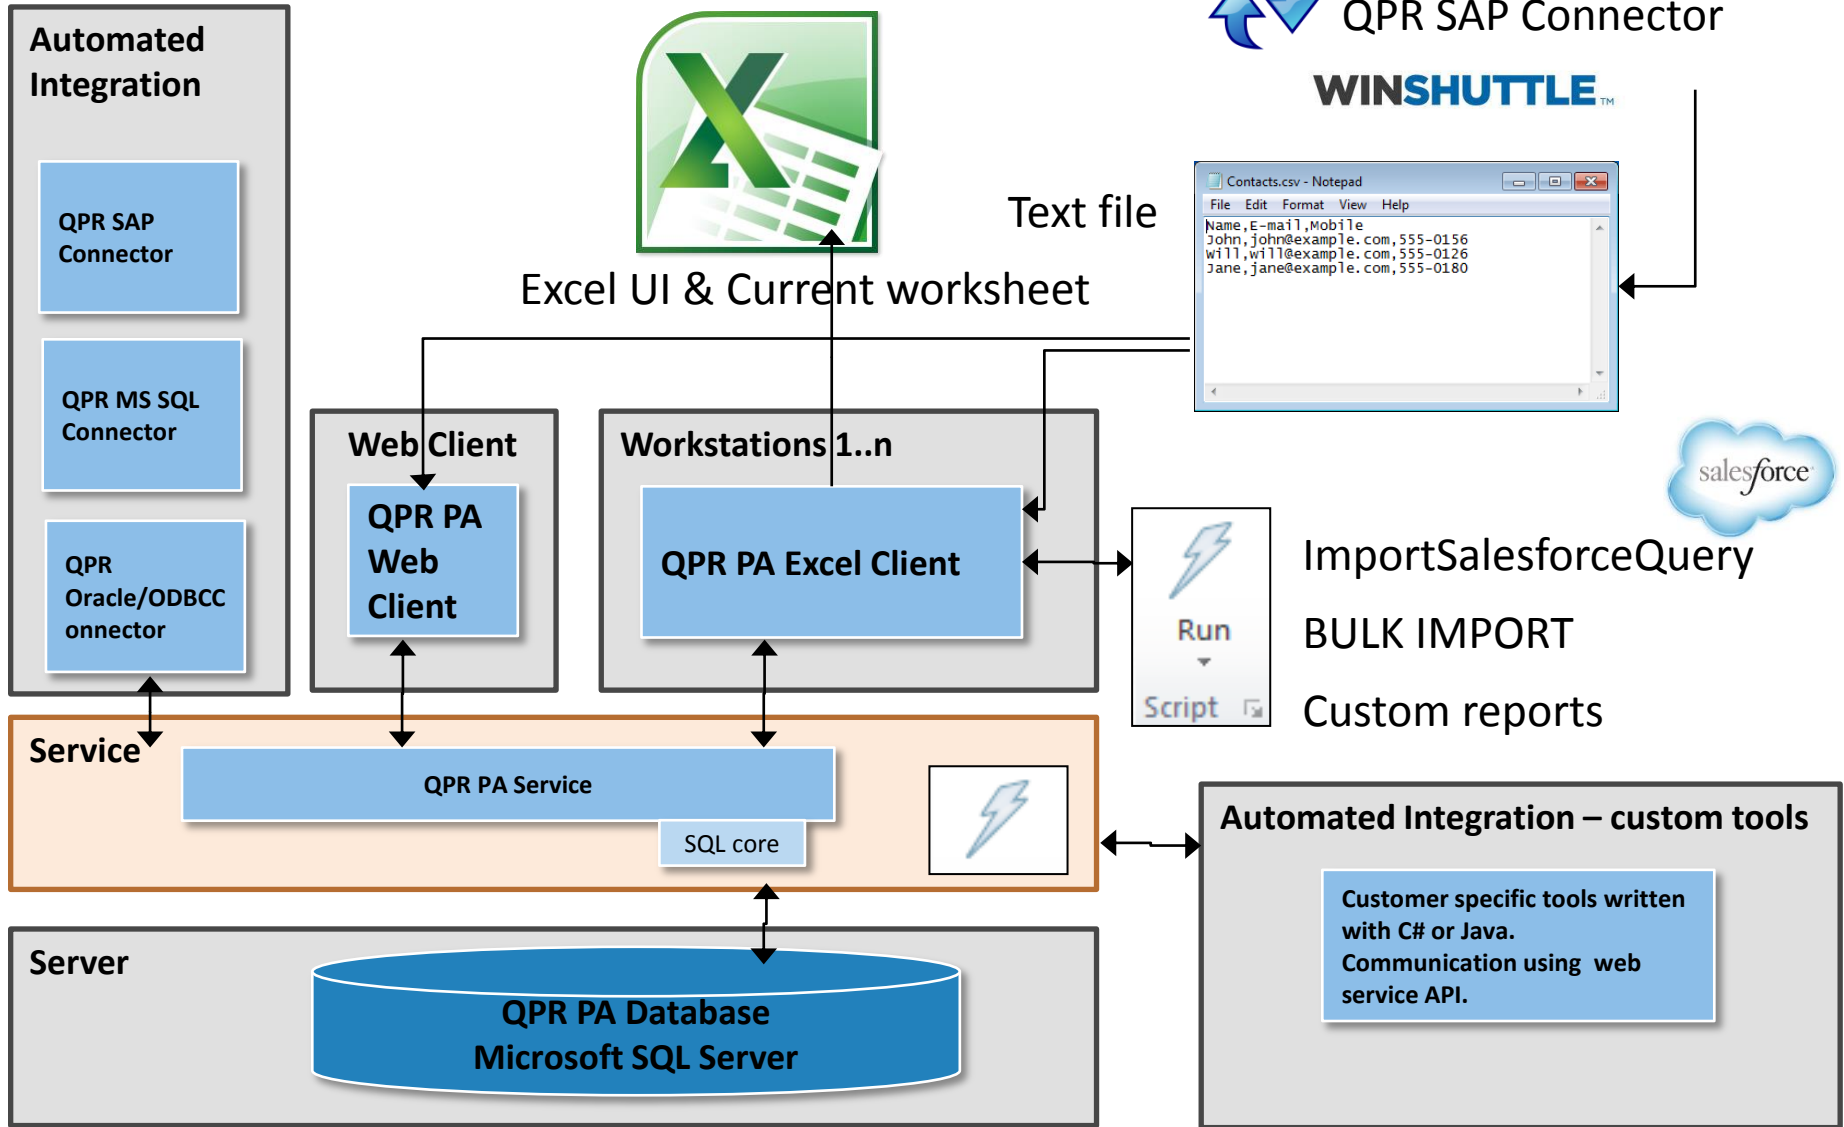 Automated
Integration
QPR SAP
Connector
QPR MS SQL
Connector
QPR
Oracle/ODBCC
onnector
Excel UI & Current worksheet
QPR SAP Connector
WINSHUTTLE TM
Text file
Contacts.csv - Notepad
File Edit Format View Help
Name,E-mail,Mobile
John,john@example.com,555-0156
Will,will@example.com,555-0126
Jane,jane@example.com,555-0180
Web Client
QPR PA
Web
Client
Workstations 1..n
QPR PA Excel Client
salesforce
Run
Script
ImportSalesforceQuery
BULK IMPORT
Custom reports
Service
QPR PA Service
SQL core
Automated Integration – custom tools
Customer specific tools written
with C# or Java.
Communication using web
service API.
Server
QPR PA Database
Microsoft SQL Server